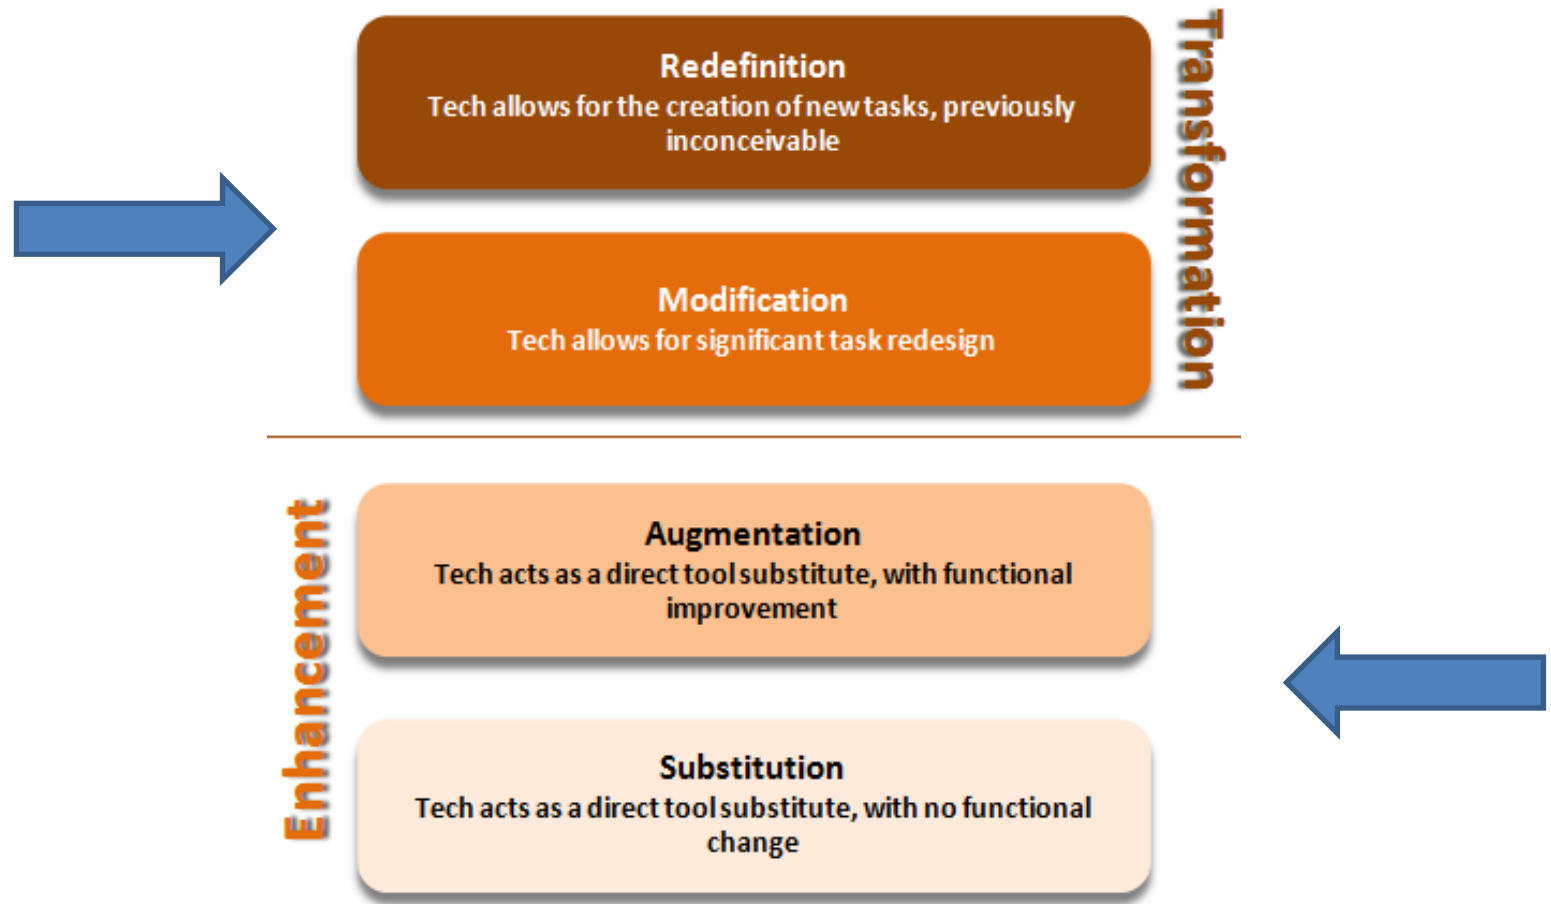 Redefinition
Tech allows for the creation of new tasks, previously
inconceivable
Transformation
Modification
Tech allows for significant task redesign
Enhancement
Augmentation
Tech acts as a direct tool substitute, with functional
improvement
Substitution
Tech acts as a direct tool substitute, with no functional
change